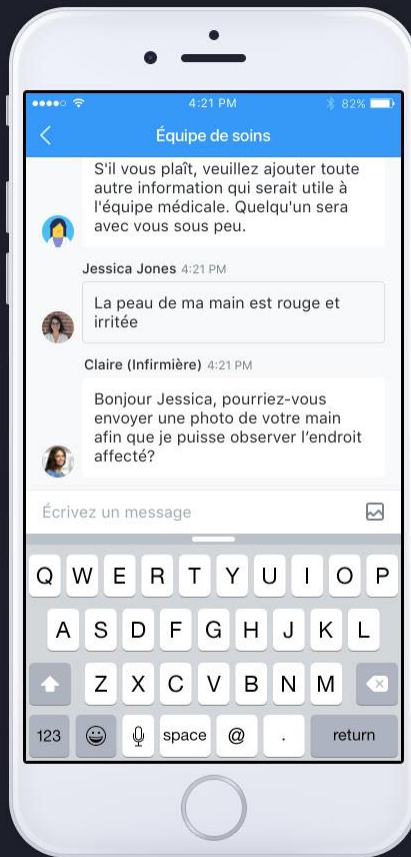 4:21 PM
82%
Équipe de soins
S'il vous plaît, veuillez ajouter toute
autre information qui serait utile à
l'équipe médicale. Quelqu'un sera
avec vous sous peu.
Jessica Jones 4:21 PM
La peau de ma main est rouge et
irritée
Claire (Infirmière) 4:21 PM
Bonjour Jessica, pourriez-vous
envoyer une photo de votre main
afin que je puisse observer l’endroit
affecté?
Écrivez un message
Q W E R T Y U I O P
A S D F G H J K L
Z X C V B N M
123 space @ . return